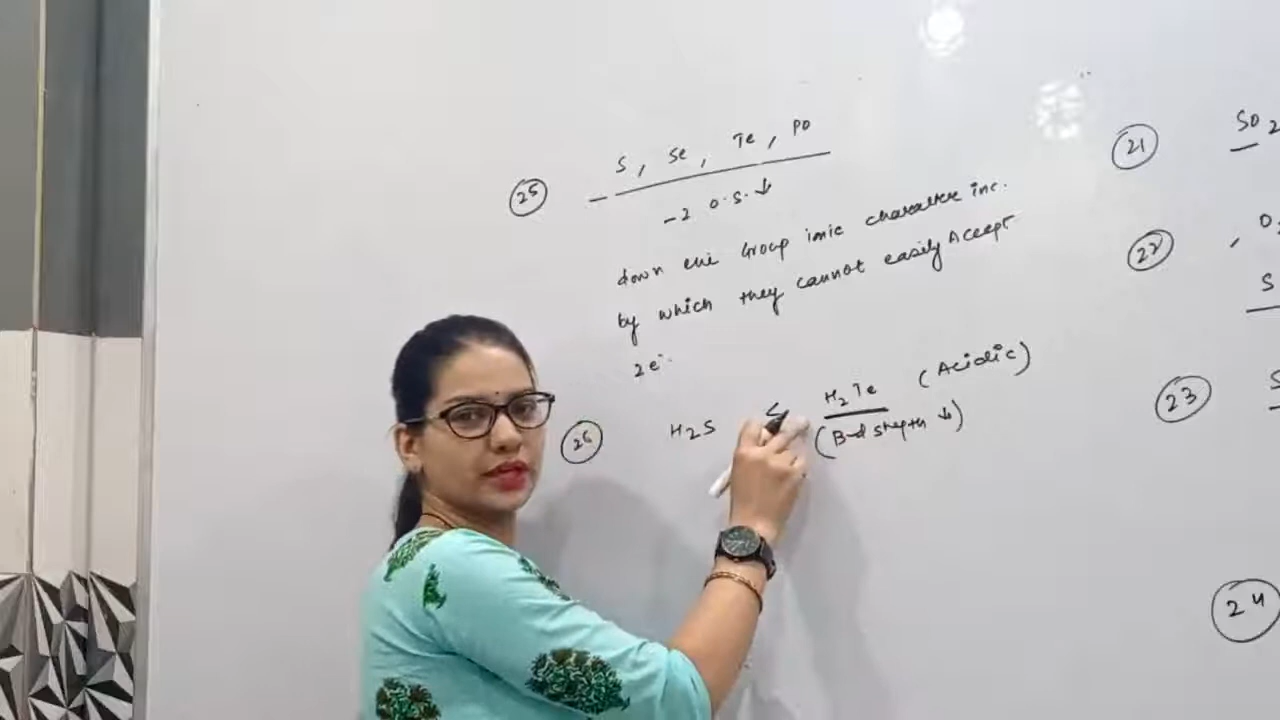 25 S, Se, Te, Po
-2 O.S. ↓
down the Group ionic character inc.
by which they cannot easily Accept
2e⁻.
26 H₂S < H₂Te (Acidic)
(Bond ↓)
21 SO₂
22 , O₂
S
23 S
24